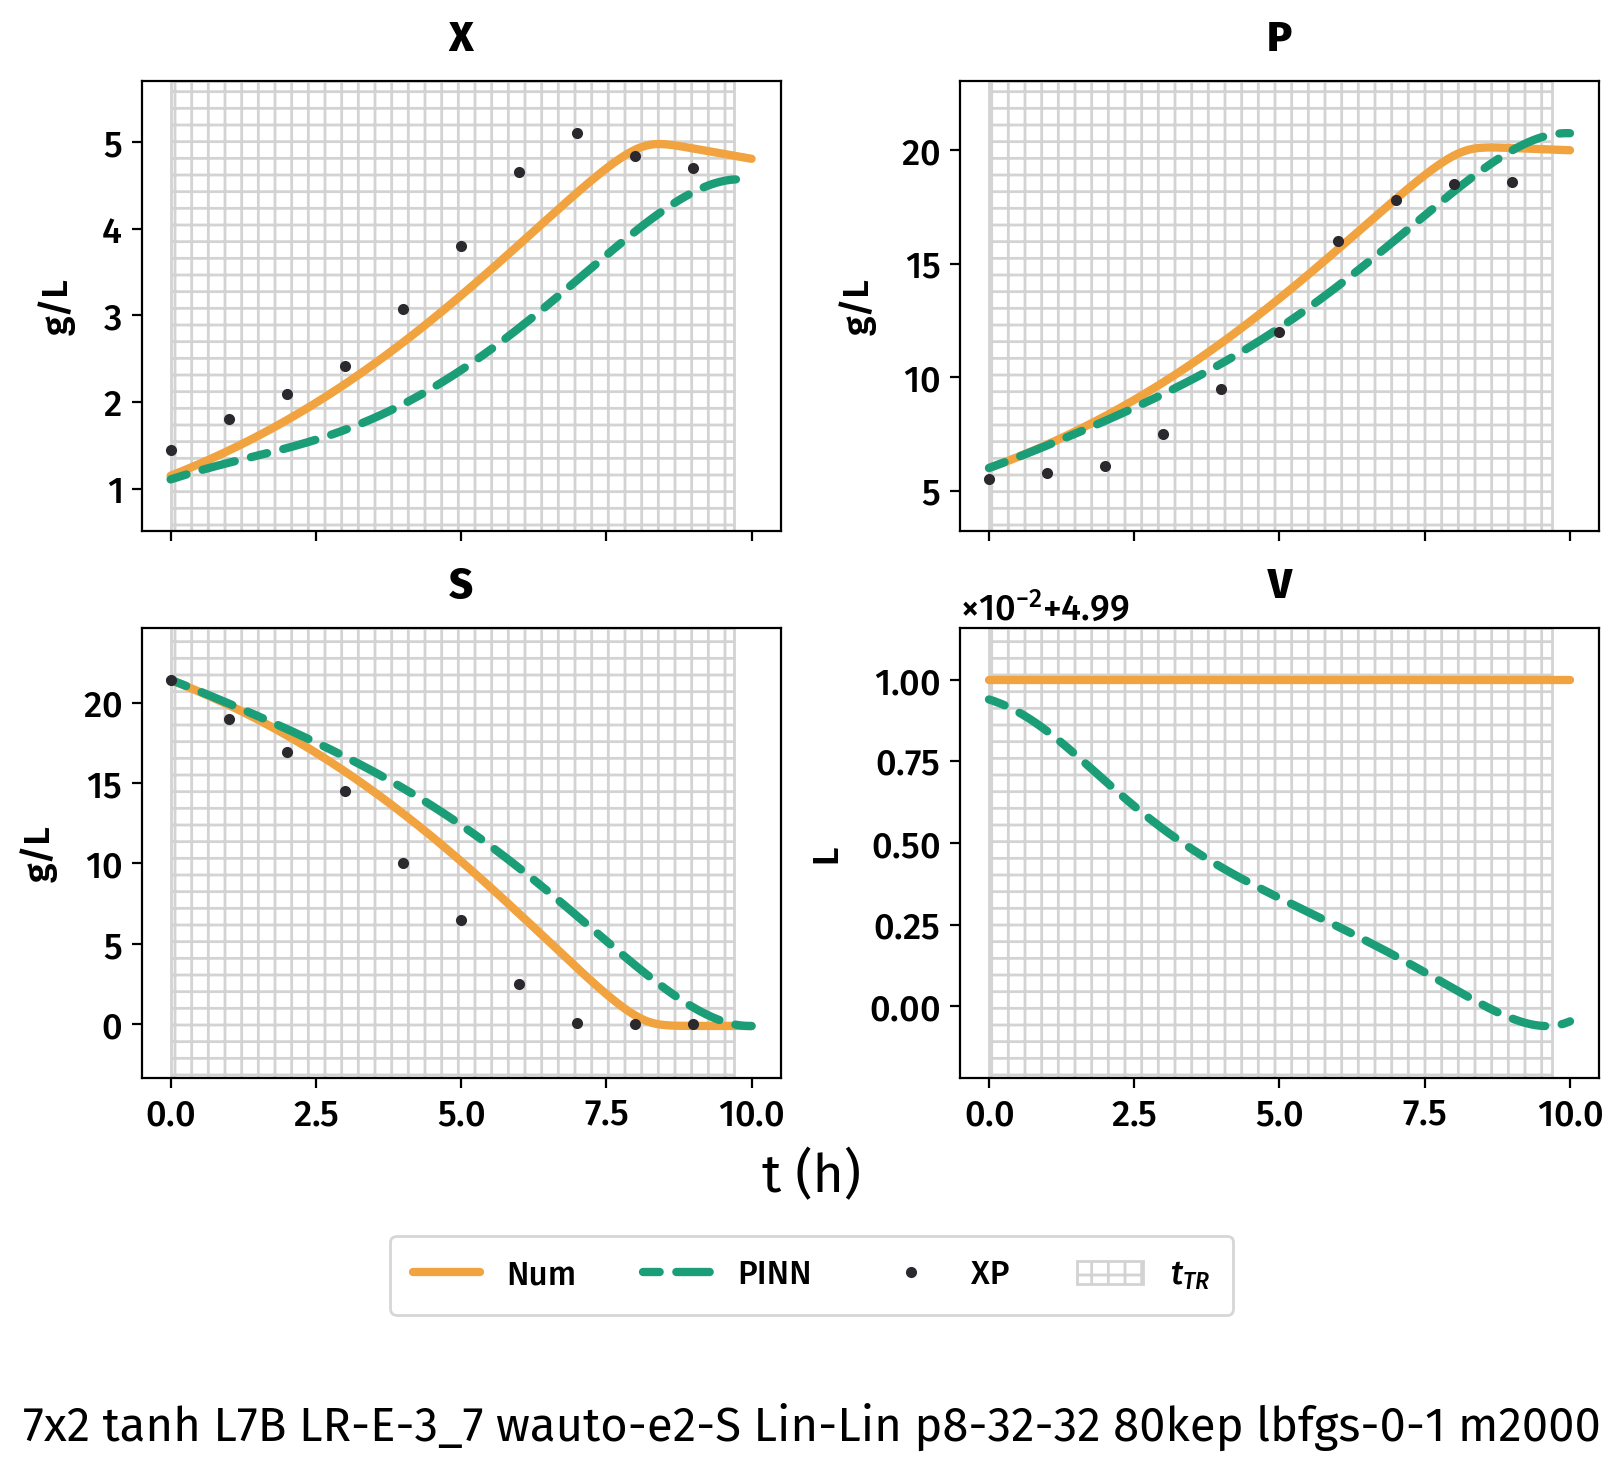 X
P
5
4
3
2
1
g/L
20
15
10
5
g/L
S
V
×10⁻²+4.99
20
15
10
5
0
g/L
1.00
0.75
0.50
0.25
0.00
L
0.0 2.5 5.0 7.5 10.0
0.0 2.5 5.0 7.5 10.0
t (h)
Num PINN XP tTR
7x2 tanh L7B LR-E-3_7 wauto-e2-S Lin-Lin p8-32-32 80kep lbfgs-0-1 m2000